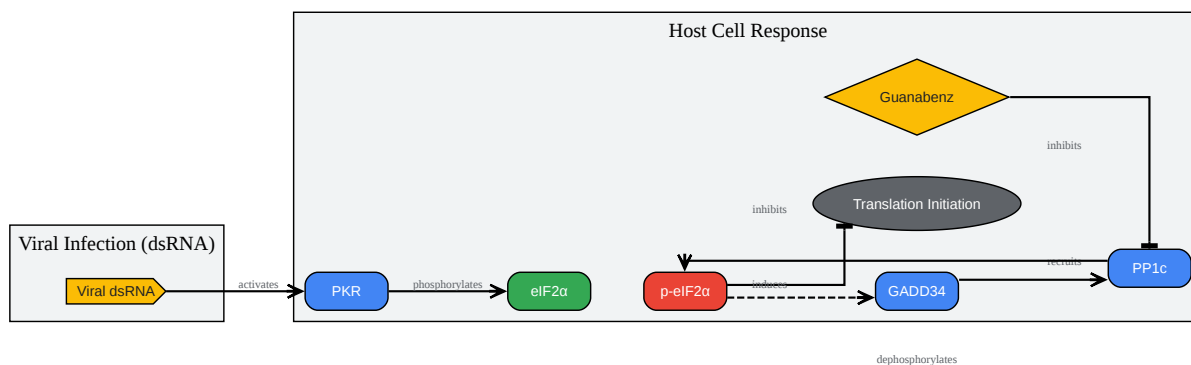 Host Cell Response
Guanabenz
inhibits
Translation Initiation
inhibits
Viral Infection (dsRNA)
recruits
PP1c
Viral dsRNA
activates
PKR
phosphorylates
eIF2α
p-eIF2α
induces
GADD34
dephosphorylates